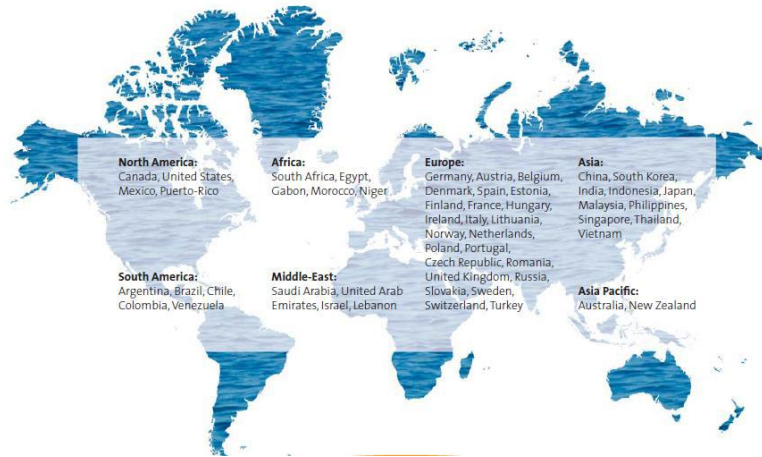 North America:
Canada, United States,
Mexico, Puerto-Rico
Africa:
South Africa, Egypt,
Gabon, Morocco, Niger
Europe:
Germany, Austria, Belgium,
Denmark, Spain, Estonia,
Finland, France, Hungary,
Ireland, Italy, Lithuania,
Norway, Netherlands,
Poland, Portugal,
Czech Republic, Romania,
United Kingdom, Russia,
Slovakia, Sweden,
Switzerland, Turkey
Asia:
China, South Korea,
India, Indonesia, Japan,
Malaysia, Philippines,
Singapore, Thailand,
Vietnam
South America:
Argentina, Brazil, Chile,
Colombia, Venezuela
Middle-East:
Saudi Arabia, United Arab
Emirates, Israel, Lebanon
Asia Pacific:
Australia, New Zealand